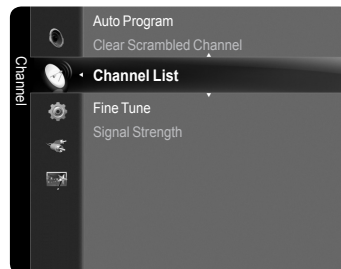 Channel
Auto Program
Clear Scrambled Channel
Channel List
Fine Tune
Signal Strength